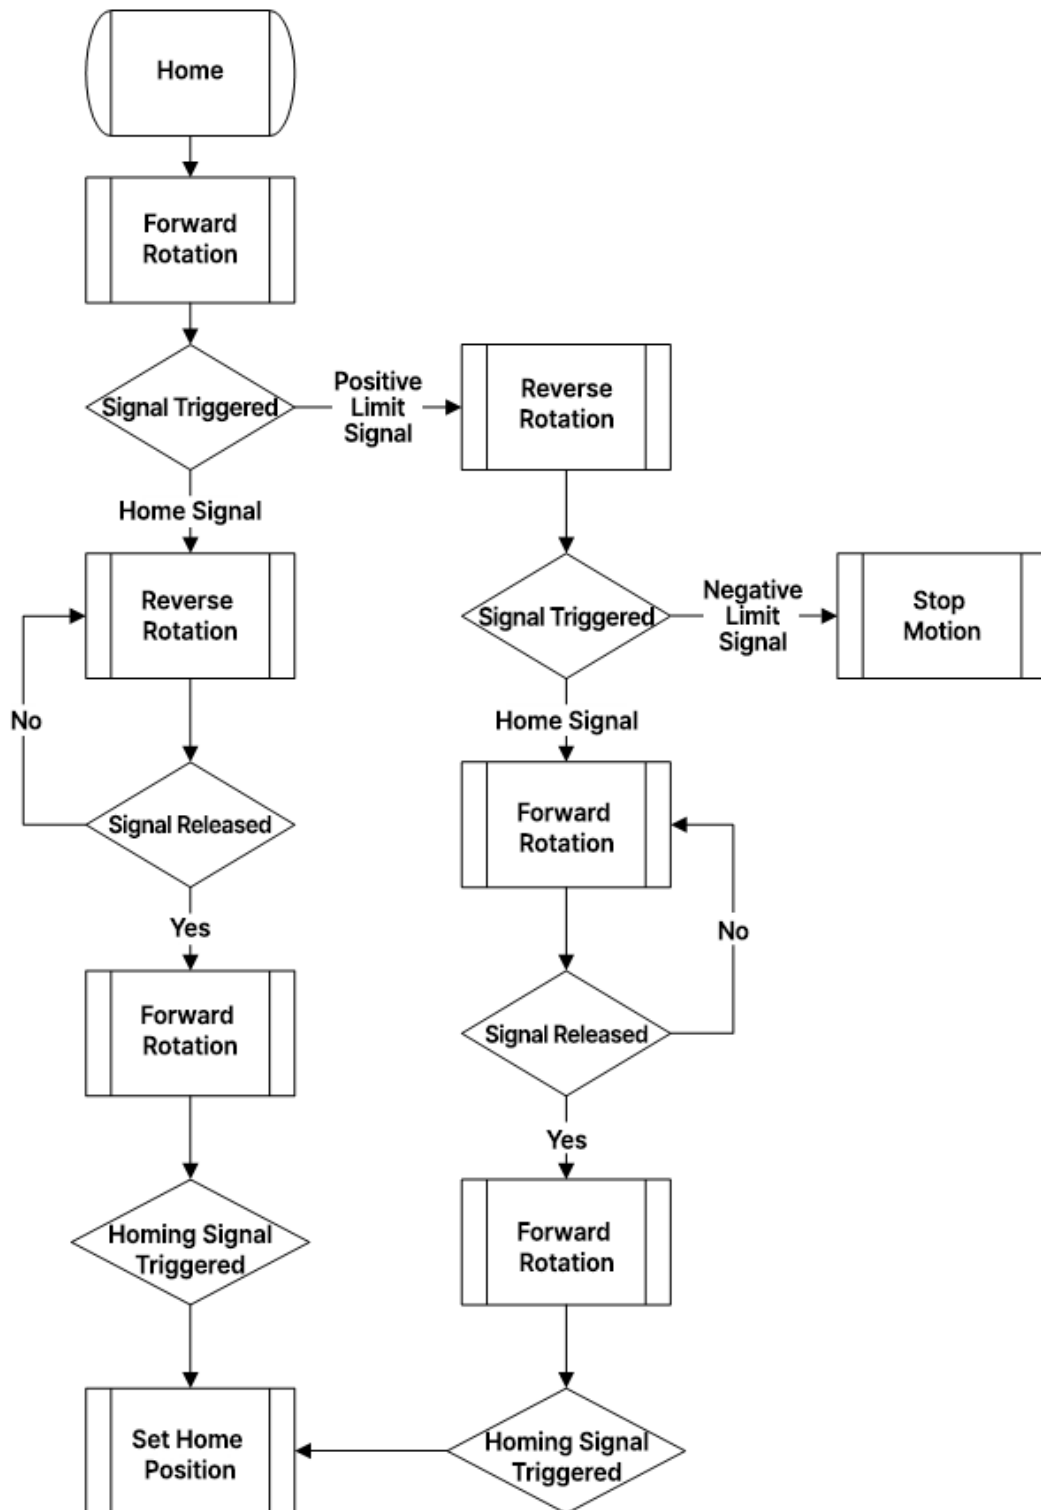 Home
Forward
Rotation
Signal Triggered
Positive
Limit
Signal
Reverse
Rotation
Home Signal
Reverse
Rotation
Signal Triggered
Negative
Limit
Signal
Stop
Motion
No
Home Signal
Signal Released
Forward
Rotation
Yes
No
Forward
Rotation
Signal Released
Yes
Homing Signal
Triggered
Forward
Rotation
Set Home
Position
Homing Signal
Triggered